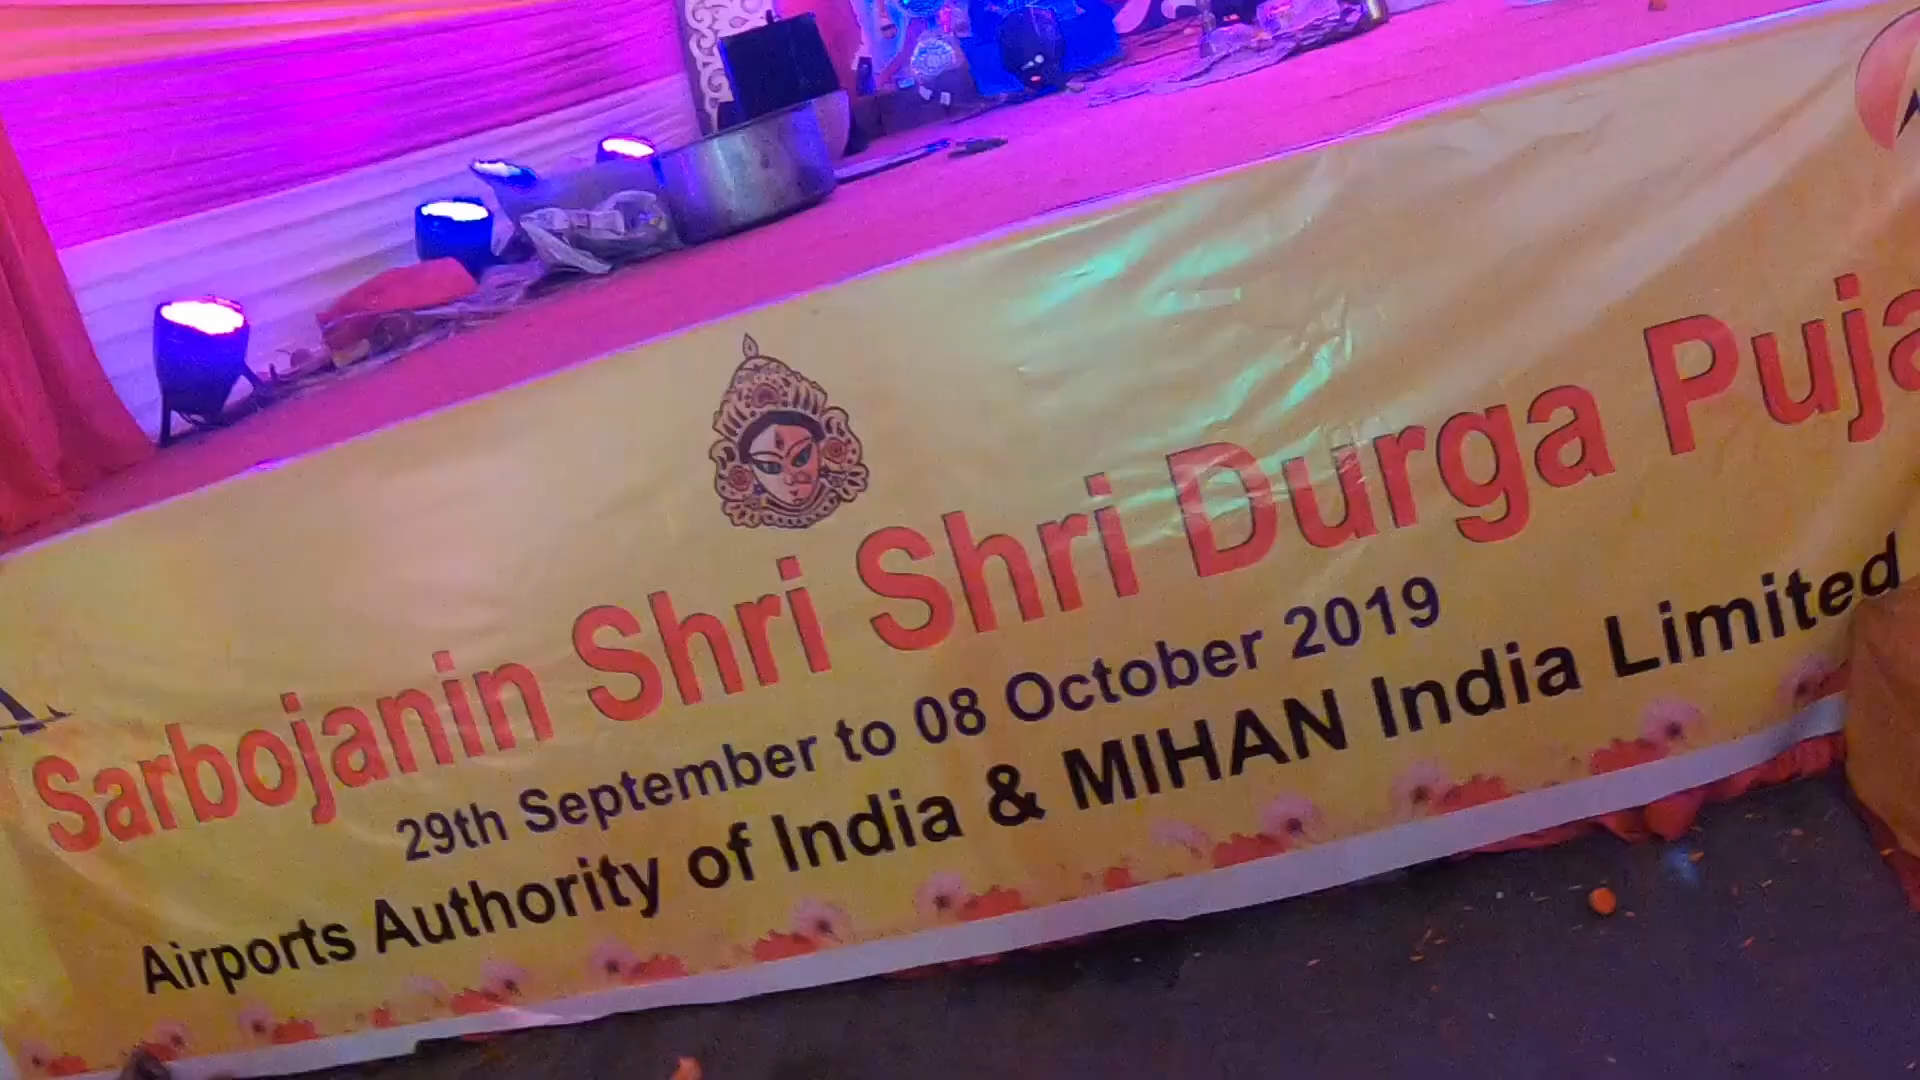 Sarbojanin Shri Shri Durga Puja
29th September to 08 October 2019
Airports Authority of India & MIHAN India Limited